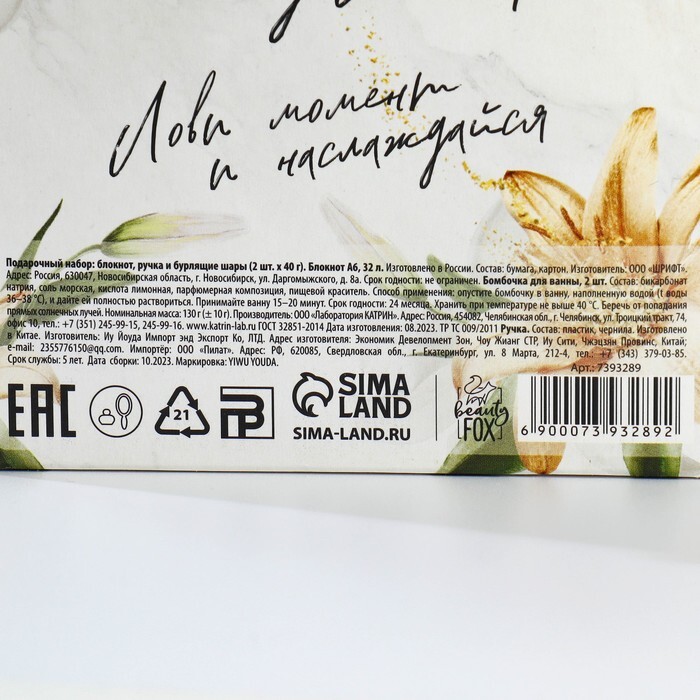 Лови момент
и наслаждайся
Подарочный набор: блокнот, ручка и бурлящие шары (2 шт. х 40 г). Блокнот А6, 32 л. Изготовлено в России. Состав: бумага, картон. Изготовитель: ООО «ШРИФТ».
Адрес: Россия, 630047, Новосибирская область, г. Новосибирск, ул. Даргомыжского, д. 8а. Срок годности: не ограничен. Бомбочка для ванны, 2 шт. Состав: бикарбонат
натрия, соль морская, кислота лимонная, парфюмерная композиция, пищевой краситель. Способ применения: опустите бомбочку в ванну, наполненную водой (t воды
36–38 °С), и дайте ей полностью раствориться. Принимайте ванну 15–20 минут. Срок годности: 24 месяца. Хранить при температуре не выше 40 °С. Беречь от попадания
прямых солнечных лучей. Номинальная масса: 130 г (± 10 г). Производитель: ООО «Лаборатория КАТРИН». Адрес: Россия, 454082, Челябинская обл., г. Челябинск, ул. Троицкий тракт, 74,
офис 10, тел.: +7 (351) 245-99-15, 245-99-16. www.katrin-lab.ru ГОСТ 32851-2014 Дата изготовления: 08.2023. ТР ТС 009/2011 Ручка. Состав: пластик, чернила. Изготовлено
в Китае. Изготовитель: Иу Йоуда Импорт энд Экспорт Ко, ЛТД. Адрес изготовителя: Экономик Девелопмент Зон, Чоу Жианг СТР, Иу Сити, Чжэцзян Провинс, Китай;
e-mail: 2355776150@qq.com. Импортёр: ООО «Пилат». Адрес: РФ, 620085, Свердловская обл., г. Екатеринбург, ул. 8 Марта, 212-4, тел.: +7 (343) 379-03-85.
Срок службы: 5 лет. Дата сборки: 10.2023. Маркировка: YIWU YOUDA.
Арт.: 7393289
EAC
21
SIMA
LAND
SIMA-LAND.RU
beauty
FOX
6 900073 932892